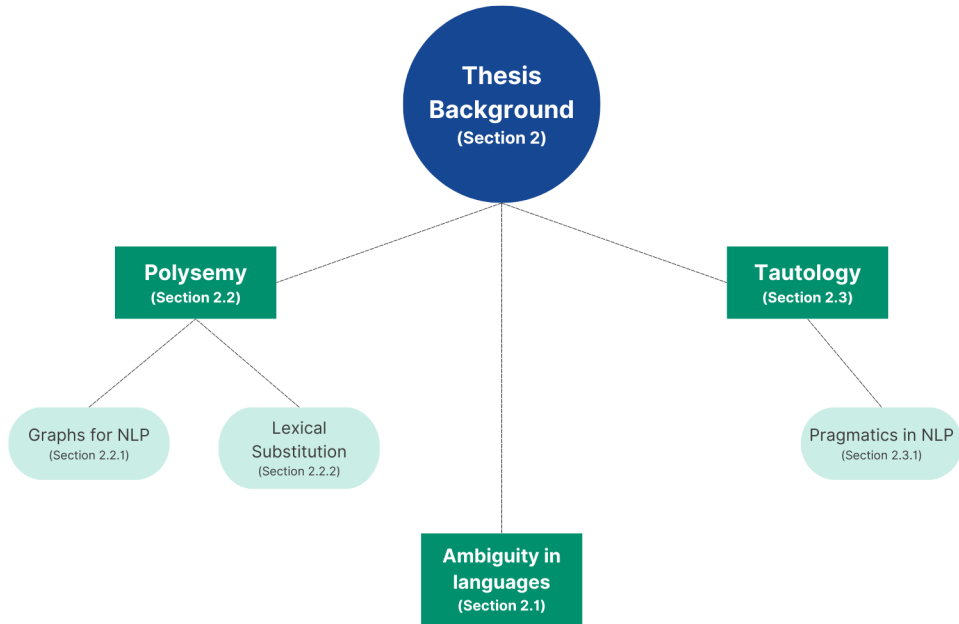 Thesis
Background
(Section 2)
Polysemy
(Section 2.2)
Tautology
(Section 2.3)
Graphs for NLP
(Section 2.2.1)
Lexical
Substitution
(Section 2.2.2)
Pragmatics in NLP
(Section 2.3.1)
Ambiguity in
languages
(Section 2.1)